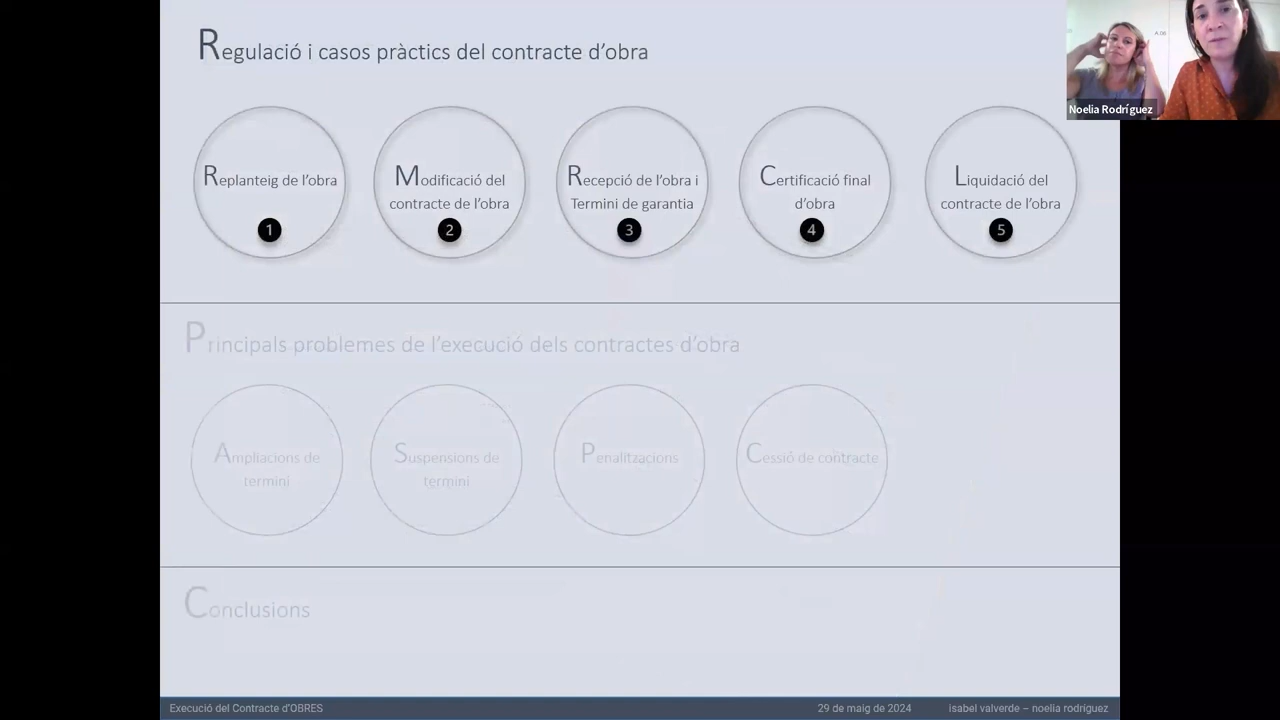 Regulació i casos pràctics del contracte d'obra
Replanteig de l'obra
1
Modificació del
contracte de l'obra
2
Recepció de l'obra i
Termini de garantia
3
Certificació final
d'obra
4
Liquidació del
contracte de l'obra
5
Principals problemes de l'execució dels contractes d'obra
Ampliacions de
termini
Suspensions de
termini
Penalitzacions
Cessió de contracte
Conclusions
Execució del Contracte d'OBRES
29 de maig de 2024
isabel valverde – noelia rodríguez
Noelia Rodríguez